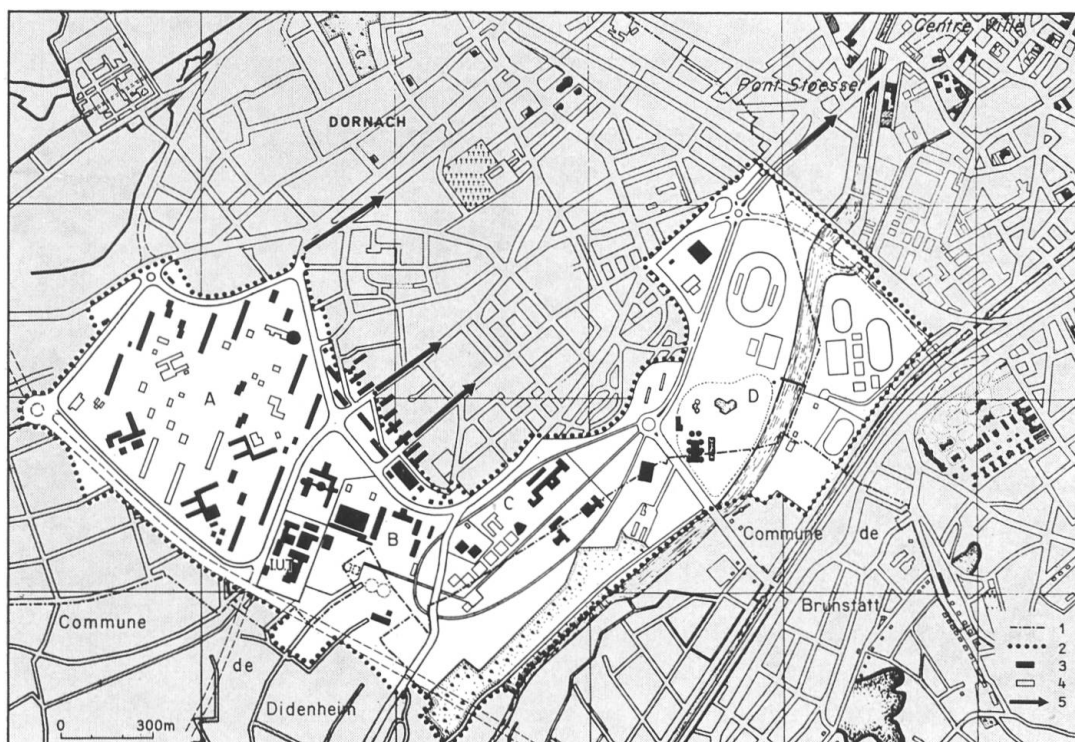 Centre Ville
Pont Stoessel
DORNACH
A
D
C
B
I.U.T.
Commune
de
Didenheim
Commune de
Brunstatt
1
2
3
4
5
0 300m